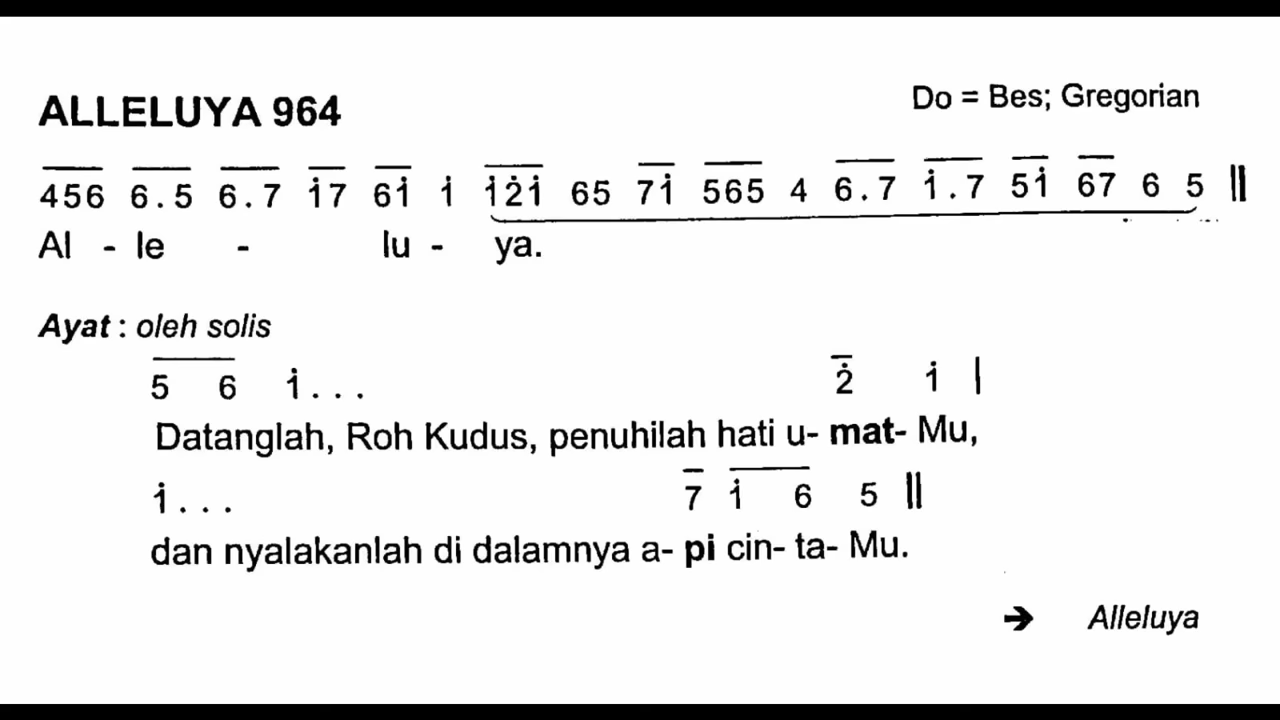 ALLELUYA 964
Do = Bes; Gregorian
456 6.5 6.7 i7 6i i i2̇i 65 7i 565 4 6.7 i.7 5i 67 6 5 ||
Al - le - lu - ya.
Ayat : oleh solis
5 6 i... 2̇ i |
Datanglah, Roh Kudus, penuhilah hati u- mat- Mu,
i... 7 i 6 5 ||
dan nyalakanlah di dalamnya a- pi cin- ta- Mu.
➔ Alleluya